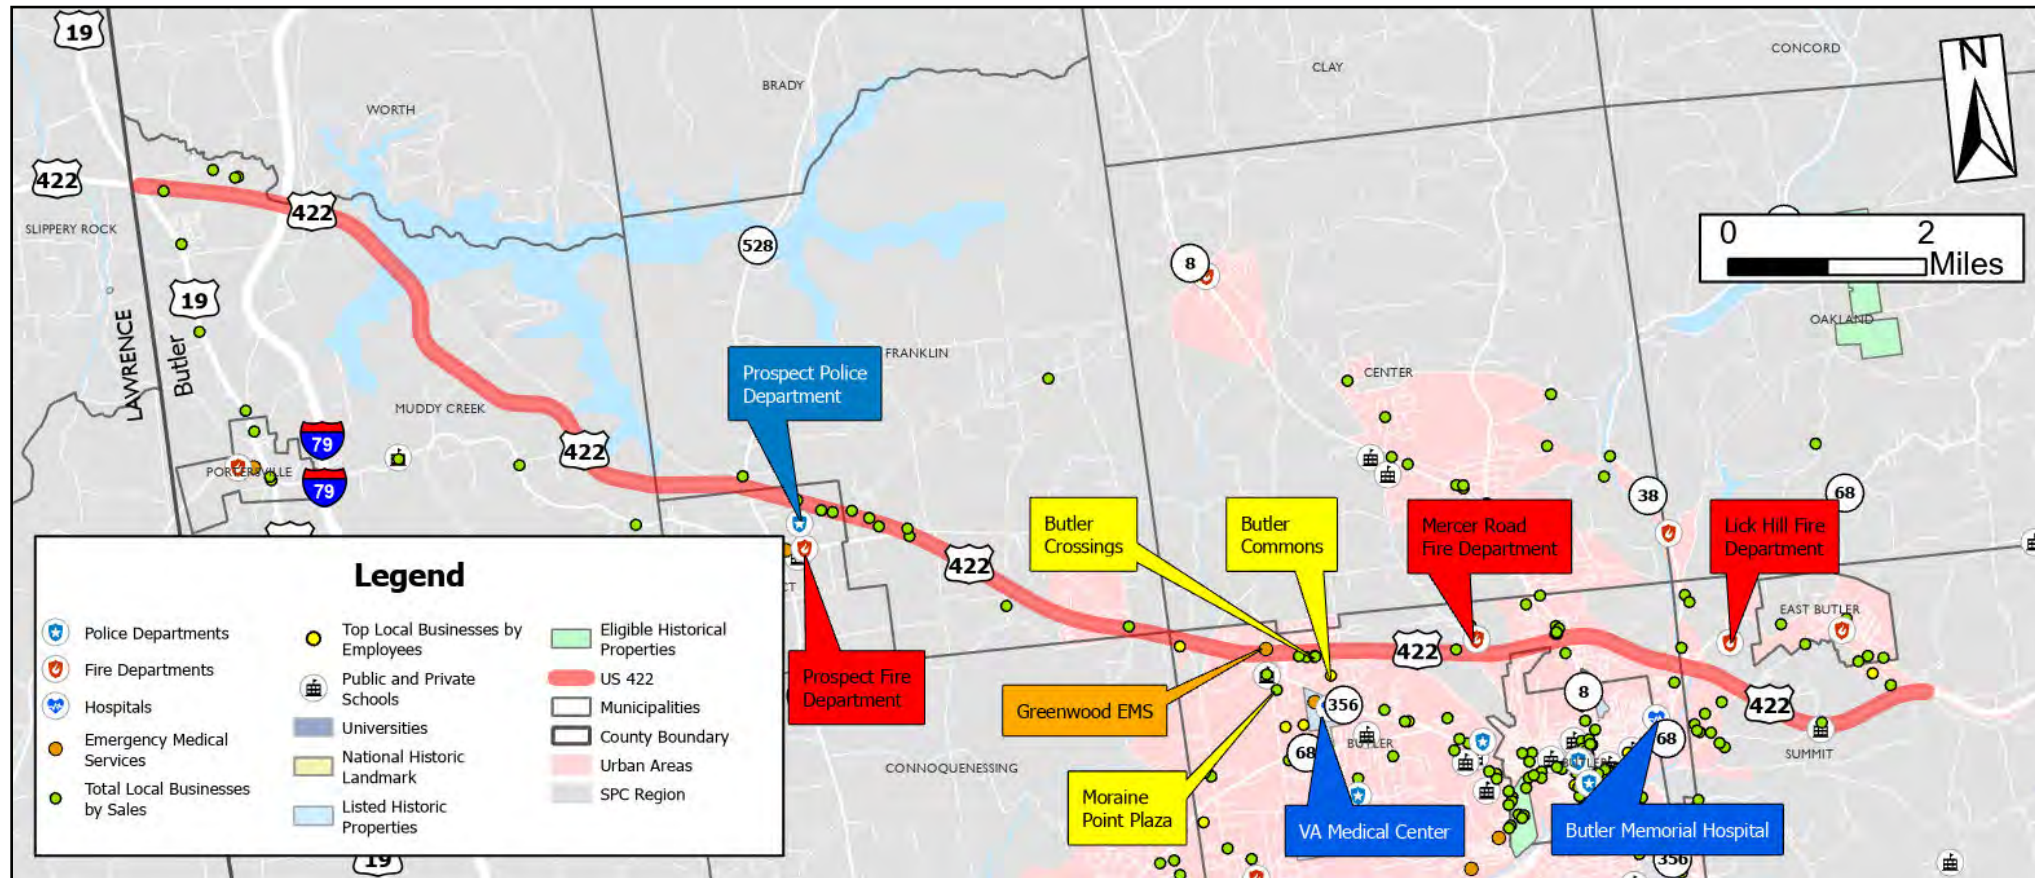 19
WORTH
BRADY
CLAY
CONCORD
N
422
422
SLIPPERY ROCK
528
8
0
2
Miles
19
LAWRENCE
Butler
OAKLAND
FRANKLIN
CENTER
Prospect Police
Department
MUDDY CREEK
79
422
PORTERSVILLE
79
38
68
Butler
Crossings
Butler
Commons
Mercer Road
Fire Department
Lick Hill Fire
Department
422
EAST BUTLER
422
Prospect Fire
Department
Greenwood EMS
356
8
422
68
BUTLER
68
SUMMIT
BUTLER
CONNOQUENESSING
Moraine
Point Plaza
VA Medical Center
Butler Memorial Hospital
19
356
Legend
Police Departments
Fire Departments
Hospitals
Emergency Medical
Services
Total Local Businesses
by Sales
Top Local Businesses by
Employees
Public and Private
Schools
Universities
National Historic
Landmark
Listed Historic
Properties
Eligible Historical
Properties
US 422
Municipalities
County Boundary
Urban Areas
SPC Region